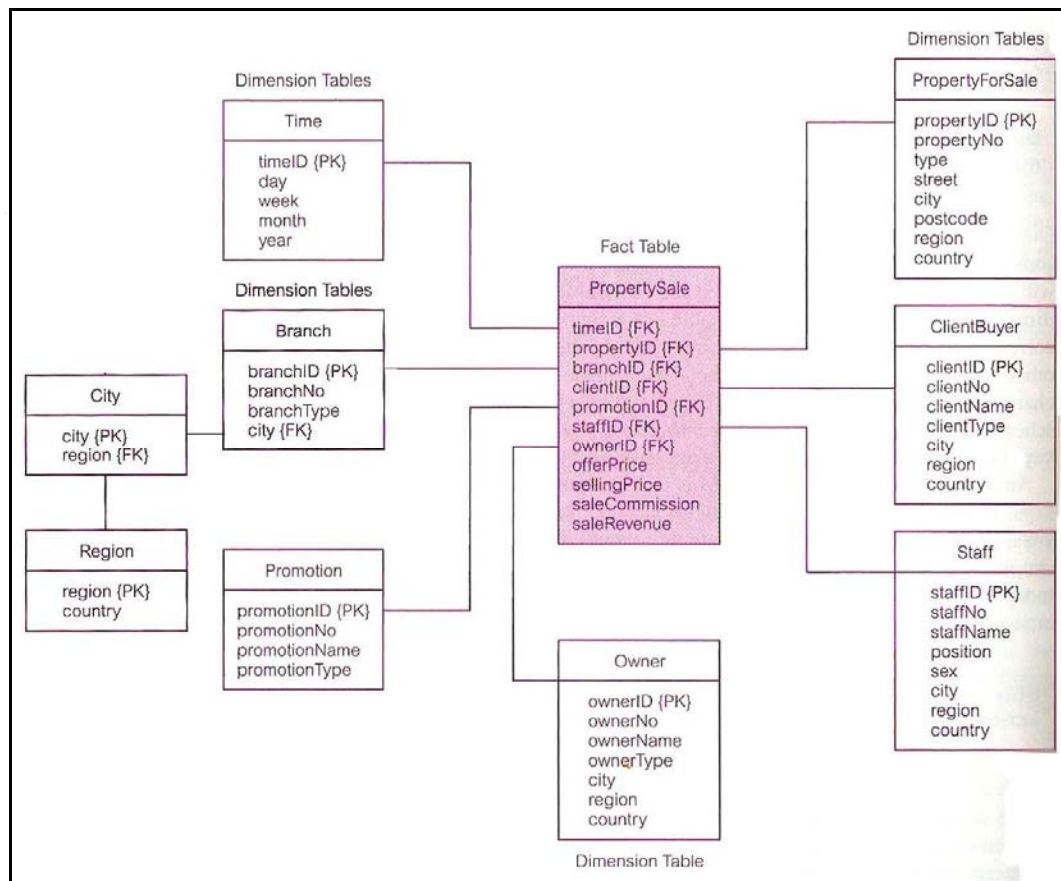 Dimension Tables
Time
timeID {PK}
day
week
month
year
Dimension Tables
Branch
branchID {PK}
branchNo
branchType
city {FK}
City
city {PK}
region {FK}
Region
region {PK}
country
Promotion
promotionID {PK}
promotionNo
promotionName
promotionType
Fact Table
PropertySale
timeID {FK}
propertyID {FK}
branchID {FK}
clientID {FK}
promotionID {FK}
staffID {FK}
ownerID {FK}
offerPrice
sellingPrice
saleCommission
saleRevenue
Owner
ownerID {PK}
ownerNo
ownerName
ownerType
city
region
country
Dimension Table
Dimension Tables
PropertyForSale
propertyID {PK}
propertyNo
type
street
city
postcode
region
country
ClientBuyer
clientID {PK}
clientNo
clientName
clientType
city
region
country
Staff
staffID {PK}
staffNo
staffName
position
sex
city
region
country